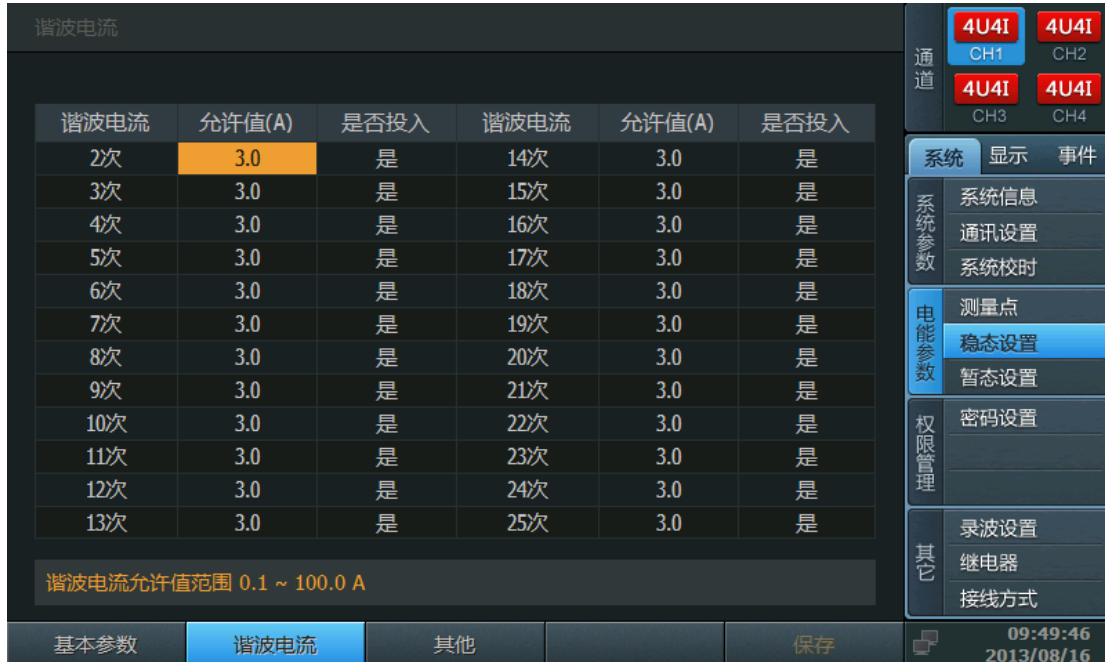 谐波电流
谐波电流 允许值(A) 是否投入 谐波电流 允许值(A) 是否投入
2次 3.0 是 14次 3.0 是
3次 3.0 是 15次 3.0 是
4次 3.0 是 16次 3.0 是
5次 3.0 是 17次 3.0 是
6次 3.0 是 18次 3.0 是
7次 3.0 是 19次 3.0 是
8次 3.0 是 20次 3.0 是
9次 3.0 是 21次 3.0 是
10次 3.0 是 22次 3.0 是
11次 3.0 是 23次 3.0 是
12次 3.0 是 24次 3.0 是
13次 3.0 是 25次 3.0 是
谐波电流允许值范围 0.1 ~ 100.0 A
基本参数 谐波电流 其他 保存
通道
4U4I 4U4I
CH1 CH2
4U4I 4U4I
CH3 CH4
系统 显示 事件
系统参数
系统信息
通讯设置
系统校时
电能参数
测量点
稳态设置
暂态设置
权限管理
密码设置
其它
录波设置
继电器
接线方式
09:49:46
2013/08/16